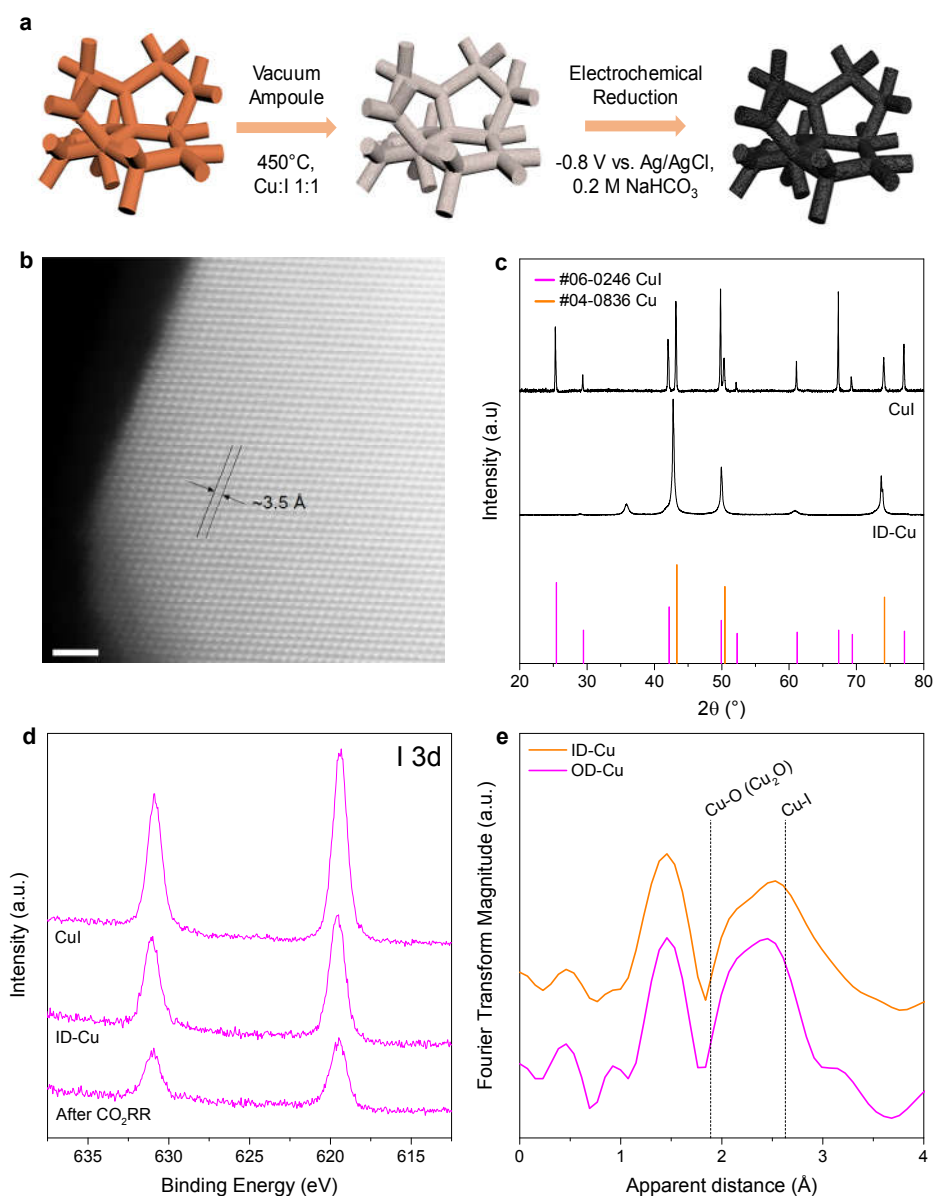 a
Vacuum
Ampoule
450°C,
Cu:I 1:1
Electrochemical
Reduction
-0.8 V vs. Ag/AgCl,
0.2 M NaHCO₃
b
~3.5 Å
c
#06-0246 CuI
#04-0836 Cu
CuI
ID-Cu
Intensity (a.u)
20 30 40 50 60 70 80
2θ (°)
d
I 3d
CuI
ID-Cu
After CO₂RR
Intensity (a.u.)
635 630 625 620 615
Binding Energy (eV)
e
ID-Cu
OD-Cu
Cu-O (Cu₂O)
Cu-I
Fourier Transform Magnitude (a.u.)
0 1 2 3 4
Apparent distance (Å)